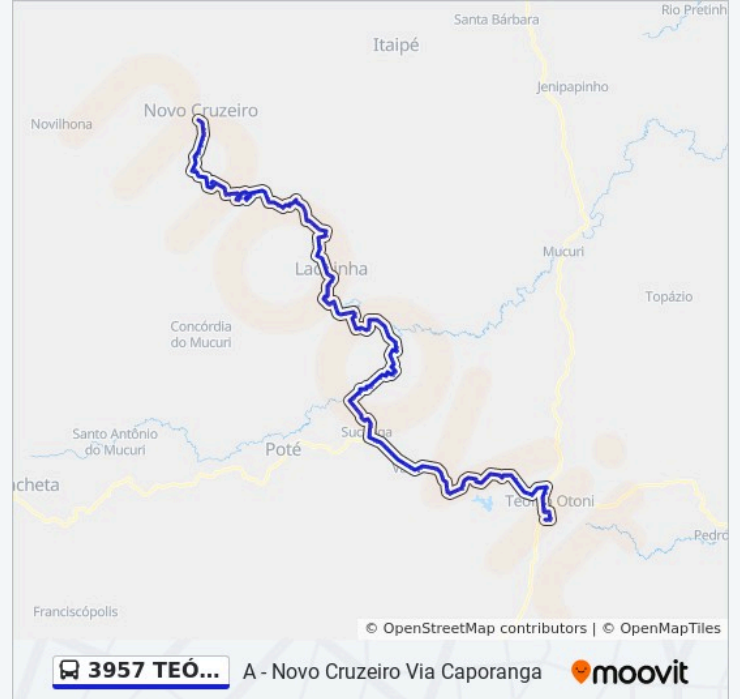 Rio Pretinh
Santa Bárbara
Itaipé
Jenipapinho
Novo Cruzeiro
Novilhona
Mucuri
Topázio
Concórdia
do Mucuri
Santo Antônio
do Mucuri
Poté
acheta
Otoni
Pedro
Franciscópolis
© OpenStreetMap contributors | © OpenMapTiles
3957 TEÓ...
A - Novo Cruzeiro Via Caporanga
moovit